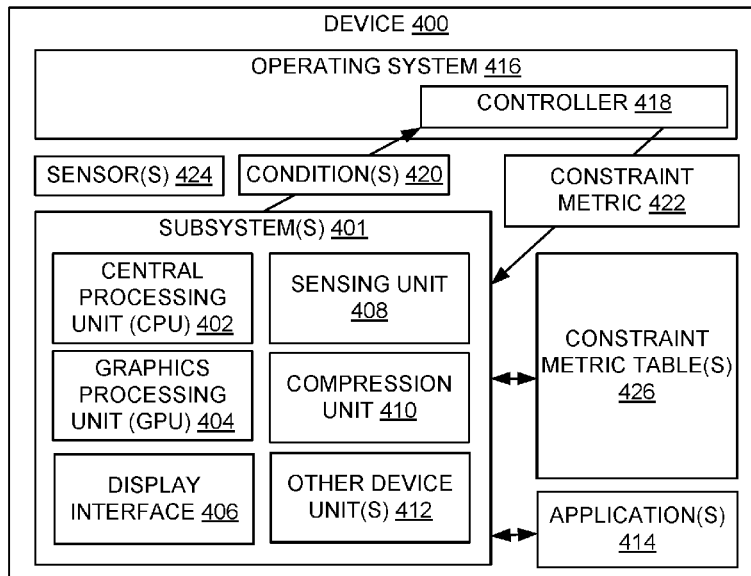 DEVICE 400
OPERATING SYSTEM 416
CONTROLLER 418
SENSOR(S) 424
CONDITION(S) 420
CONSTRAINT
METRIC 422
SUBSYSTEM(S) 401
CENTRAL
PROCESSING
UNIT (CPU) 402
SENSING UNIT
408
GRAPHICS
PROCESSING
UNIT (GPU) 404
COMPRESSION
UNIT 410
DISPLAY
INTERFACE 406
OTHER DEVICE
UNIT(S) 412
CONSTRAINT
METRIC TABLE(S)
426
APPLICATION(S)
414